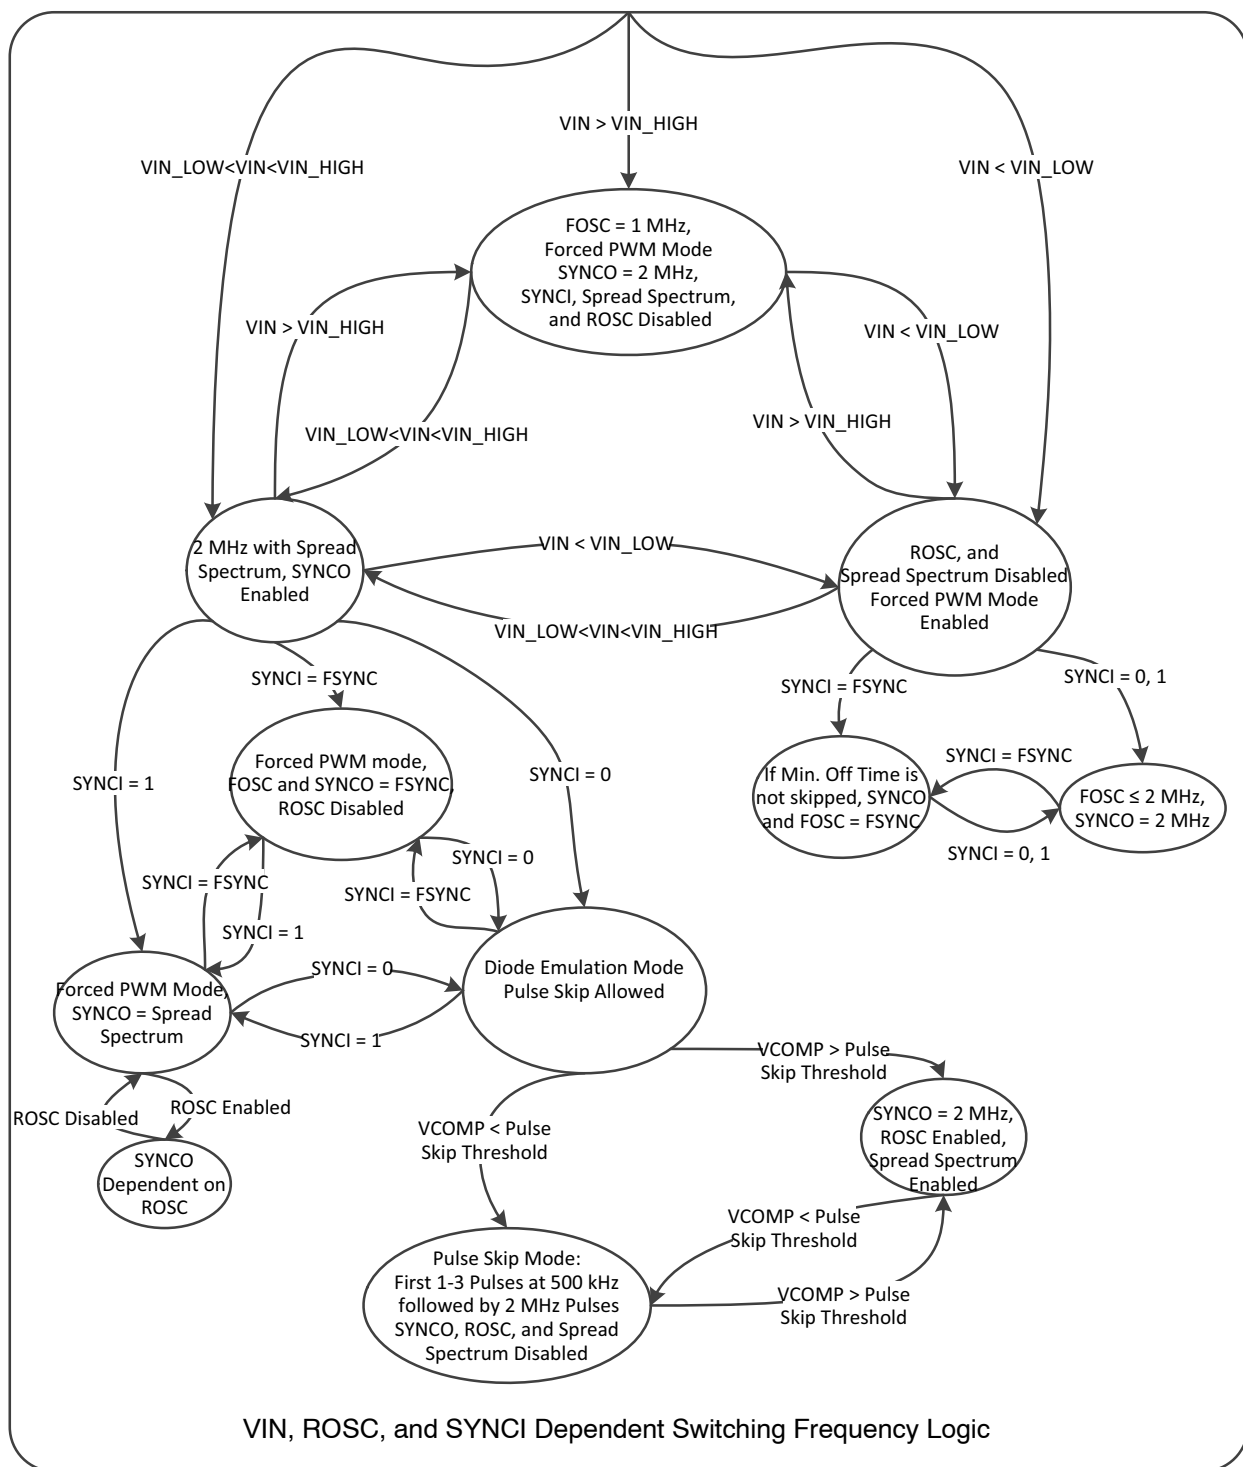 VIN > VIN_HIGH
VIN_LOW<VIN<VIN_HIGH
VIN < VIN_LOW
FOSC = 1 MHz,
Forced PWM Mode
SYNCO = 2 MHz,
SYNCI, Spread Spectrum,
and ROSC Disabled
VIN > VIN_HIGH
VIN < VIN_LOW
VIN_LOW<VIN<VIN_HIGH
VIN > VIN_HIGH
2 MHz with Spread
Spectrum, SYNCO
Enabled
VIN < VIN_LOW
VIN_LOW<VIN<VIN_HIGH
ROSC, and
Spread Spectrum Disabled
Forced PWM Mode
Enabled
SYNCI = FSYNC
SYNCI = FSYNC
SYNCI = 0, 1
SYNCI = 1
Forced PWM mode,
FOSC and SYNCO = FSYNC,
ROSC Disabled
SYNCI = 0
If Min. Off Time is
not skipped, SYNCO
and FOSC = FSYNC
SYNCI = FSYNC
FOSC ≤ 2 MHz,
SYNCO = 2 MHz
SYNCI = 0, 1
SYNCI = FSYNC
SYNCI = 1
SYNCI = 0
SYNCI = FSYNC
Forced PWM Mode,
SYNCO = Spread
Spectrum
SYNCI = 0
SYNCI = 1
Diode Emulation Mode
Pulse Skip Allowed
ROSC Disabled
ROSC Enabled
SYNCO
Dependent on
ROSC
VCOMP < Pulse
Skip Threshold
VCOMP > Pulse
Skip Threshold
SYNCO = 2 MHz,
ROSC Enabled,
Spread Spectrum
Enabled
VCOMP < Pulse
Skip Threshold
Pulse Skip Mode:
First 1-3 Pulses at 500 kHz
followed by 2 MHz Pulses
SYNCO, ROSC, and Spread
Spectrum Disabled
VCOMP > Pulse
Skip Threshold
VIN, ROSC, and SYNCI Dependent Switching Frequency Logic